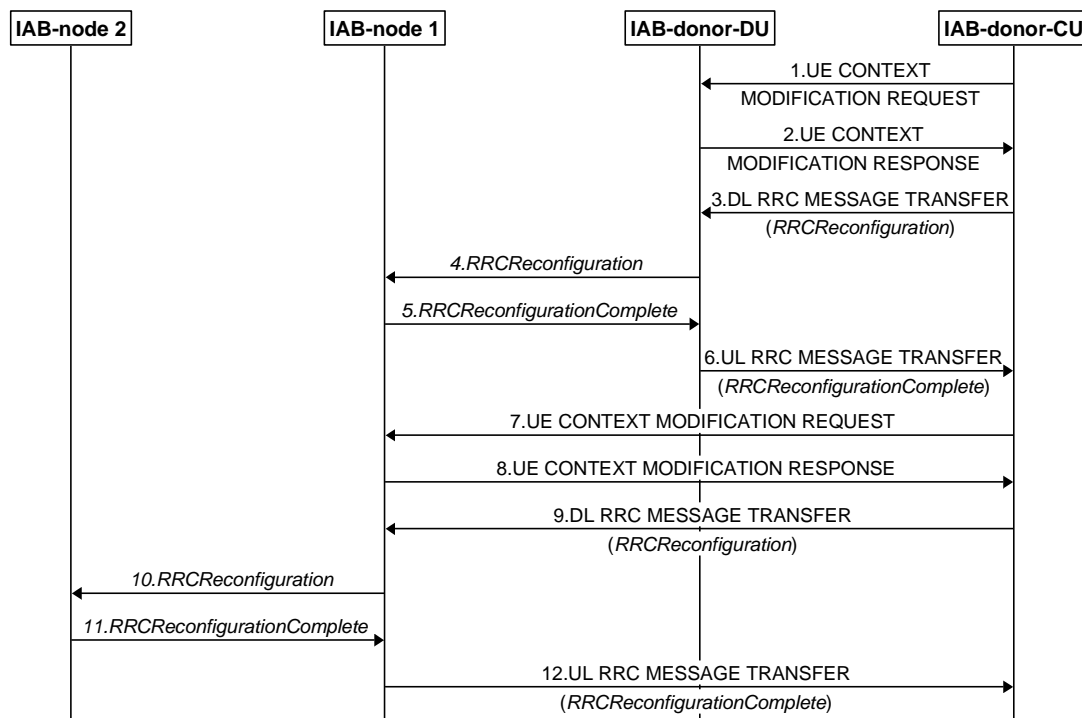 IAB-node 2
IAB-node 1
IAB-donor-DU
IAB-donor-CU
1.UE CONTEXT
MODIFICATION REQUEST
2.UE CONTEXT
MODIFICATION RESPONSE
3.DL RRC MESSAGE TRANSFER
(RRCReconfiguration)
4.RRCReconfiguration
5.RRCReconfigurationComplete
6.UL RRC MESSAGE TRANSFER
(RRCReconfigurationComplete)
7.UE CONTEXT MODIFICATION REQUEST
8.UE CONTEXT MODIFICATION RESPONSE
9.DL RRC MESSAGE TRANSFER
(RRCReconfiguration)
10.RRCReconfiguration
11.RRCReconfigurationComplete
12.UL RRC MESSAGE TRANSFER
(RRCReconfigurationComplete)